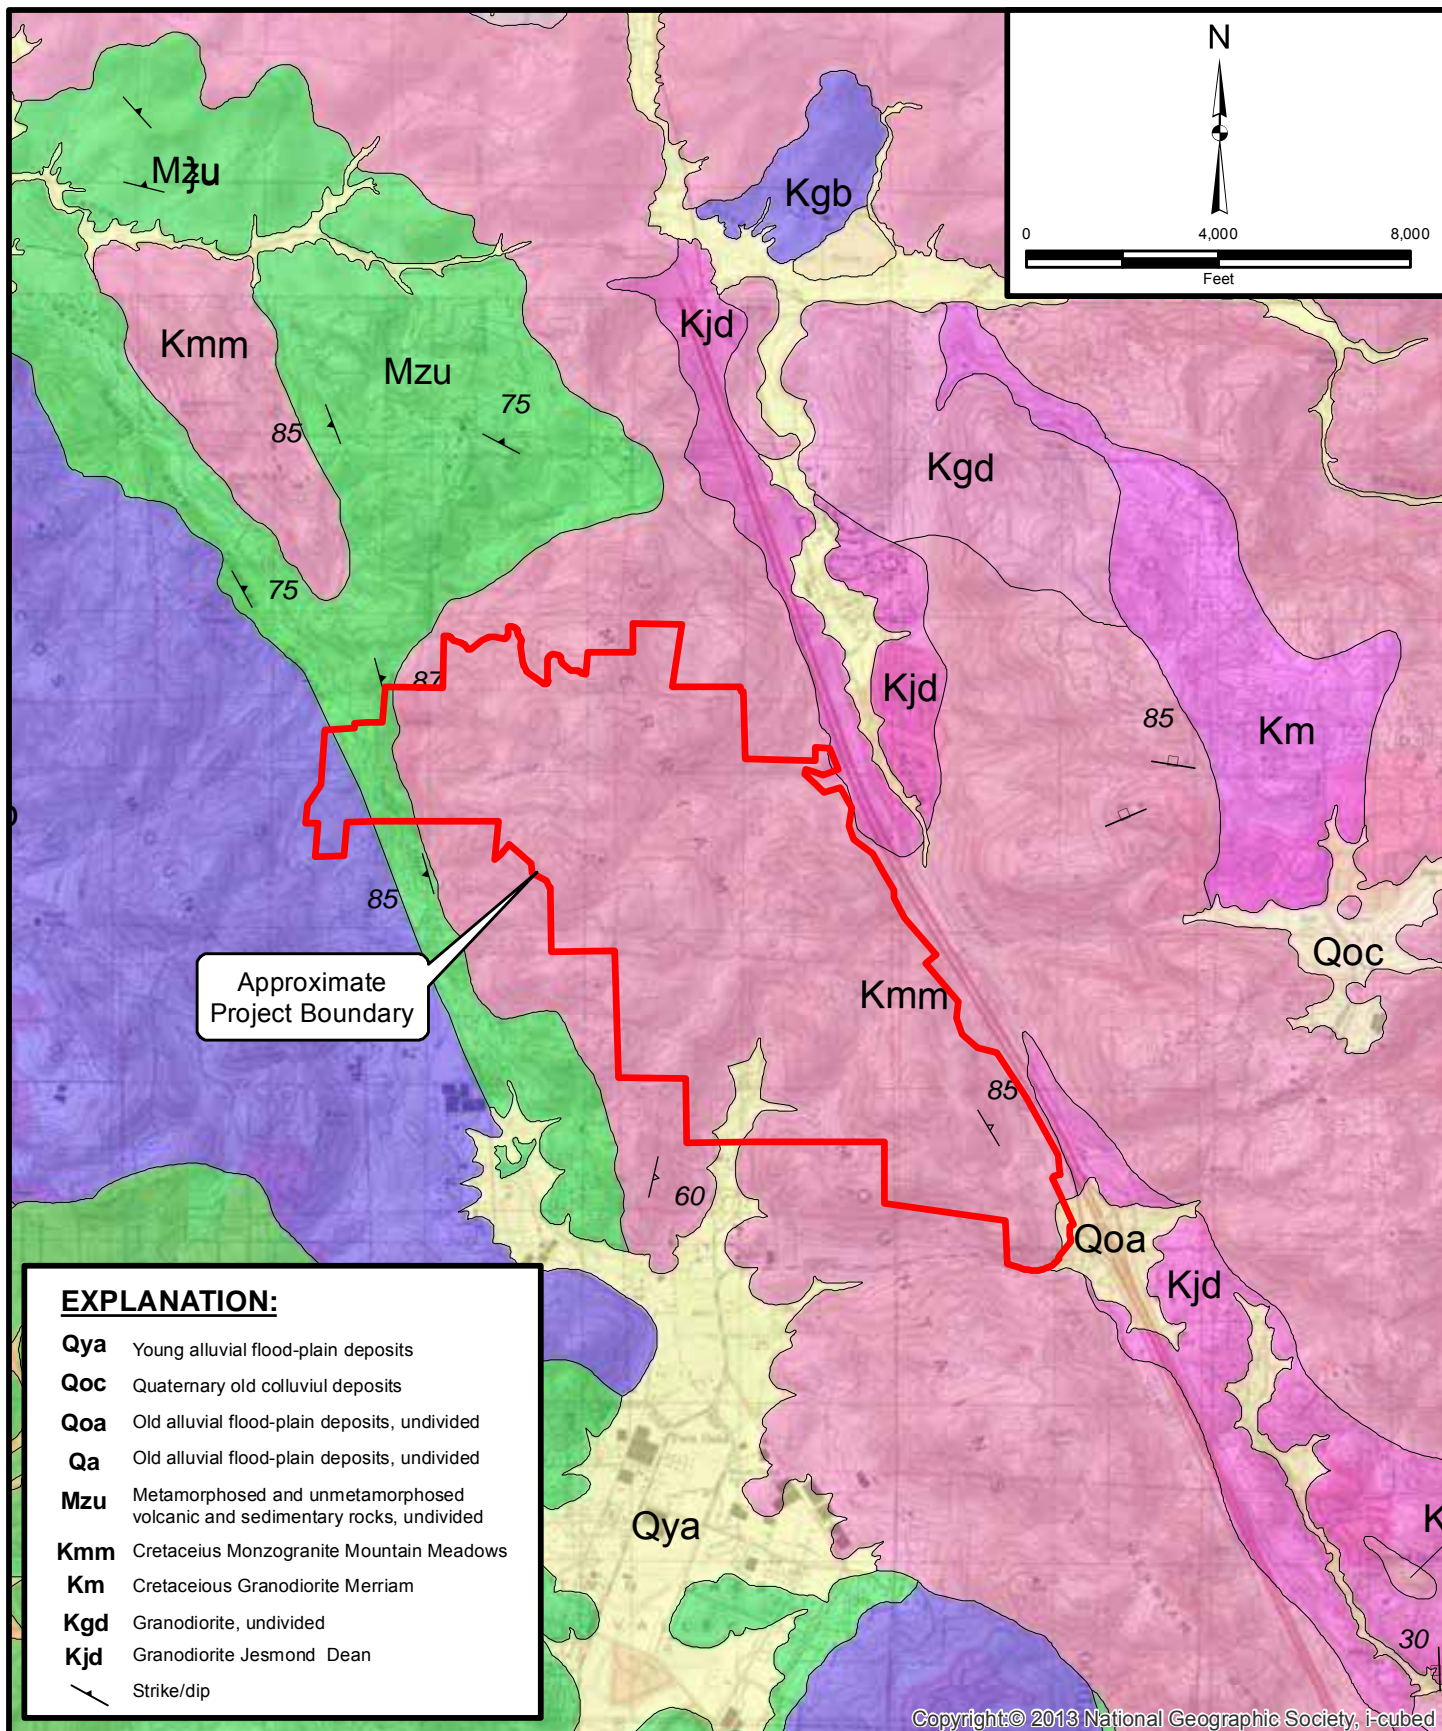 N
0 4,000 8,000
Feet
Mzu
Kgb
Kjd
Kmm
Mzu
75
85
Kgd
75
87
Kjd
85
Km
85
Qoc
Approximate
Project Boundary
Kmm
85
60
Qoa
Kjd
Qya
K
30
EXPLANATION:
Qya Young alluvial flood-plain deposits
Qoc Quaternary old colluviul deposits
Qoa Old alluvial flood-plain deposits, undivided
Qa Old alluvial flood-plain deposits, undivided
Mzu Metamorphosed and unmetamorphosed
volcanic and sedimentary rocks, undivided
Kmm Cretaceius Monzogranite Mountain Meadows
Km Cretaceious Granodiorite Merriam
Kgd Granodiorite, undivided
Kjd Granodiorite Jesmond Dean
Strike/dip
Copyright:© 2013 National Geographic Society, i-cubed